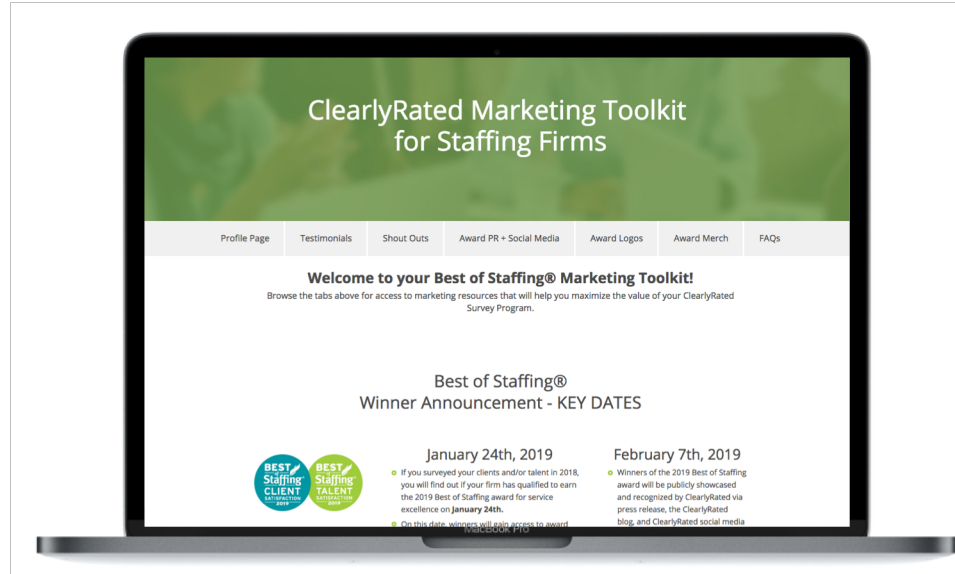 ClearlyRated Marketing Toolkit
for Staffing Firms
Profile Page
Testimonials
Shout Outs
Award PR + Social Media
Award Logos
Award Merch
FAQs
Welcome to your Best of Staffing® Marketing Toolkit!
Browse the tabs above for access to marketing resources that will help you maximize the value of your ClearlyRated
Survey Program.
Best of Staffing®
Winner Announcement - KEY DATES
BEST
of
Staffing
CLIENT
SATISFACTION
2019
BEST
of
Staffing
TALENT
SATISFACTION
2019
January 24th, 2019
If you surveyed your clients and/or talent in 2018,
you will find out if your firm has qualified to earn
the 2019 Best of Staffing award for service
excellence on January 24th.
On this date, winners will gain access to award
February 7th, 2019
Winners of the 2019 Best of Staffing
award will be publicly showcased
and recognized by ClearlyRated via
press release, the ClearlyRated
blog, and ClearlyRated social media
MacBook Pro